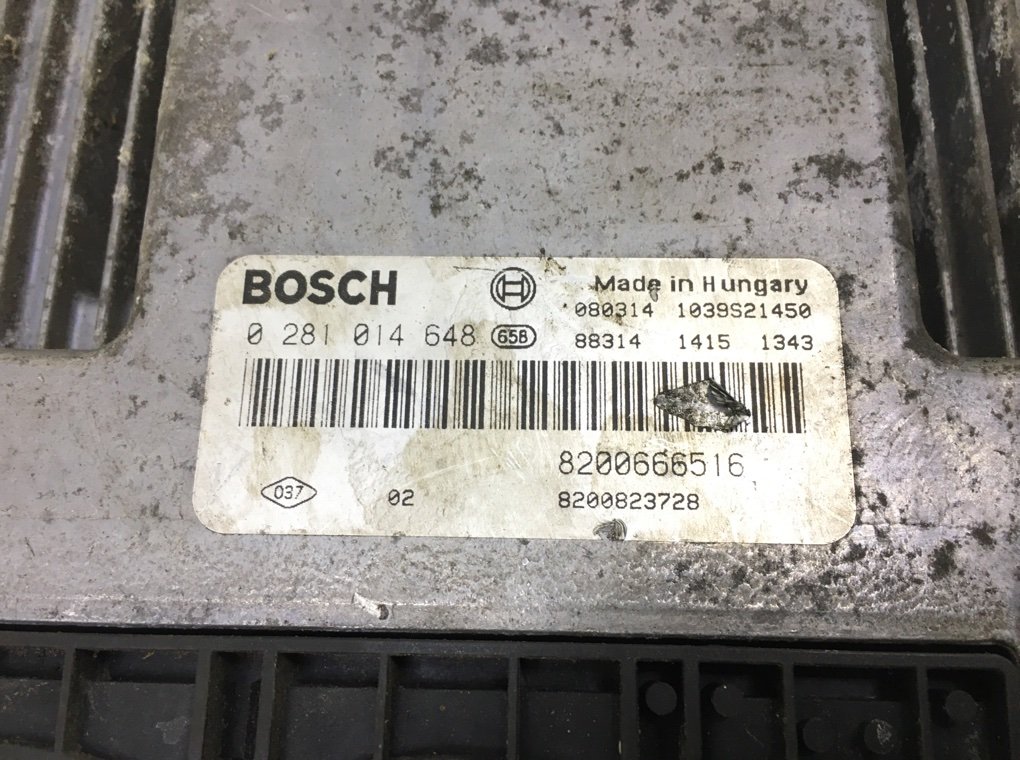 BOSCH
Made in Hungary
080314 1039S21450
0 281 014 648 65B 88314 1415 1343
8200666516
037 02 8200823728